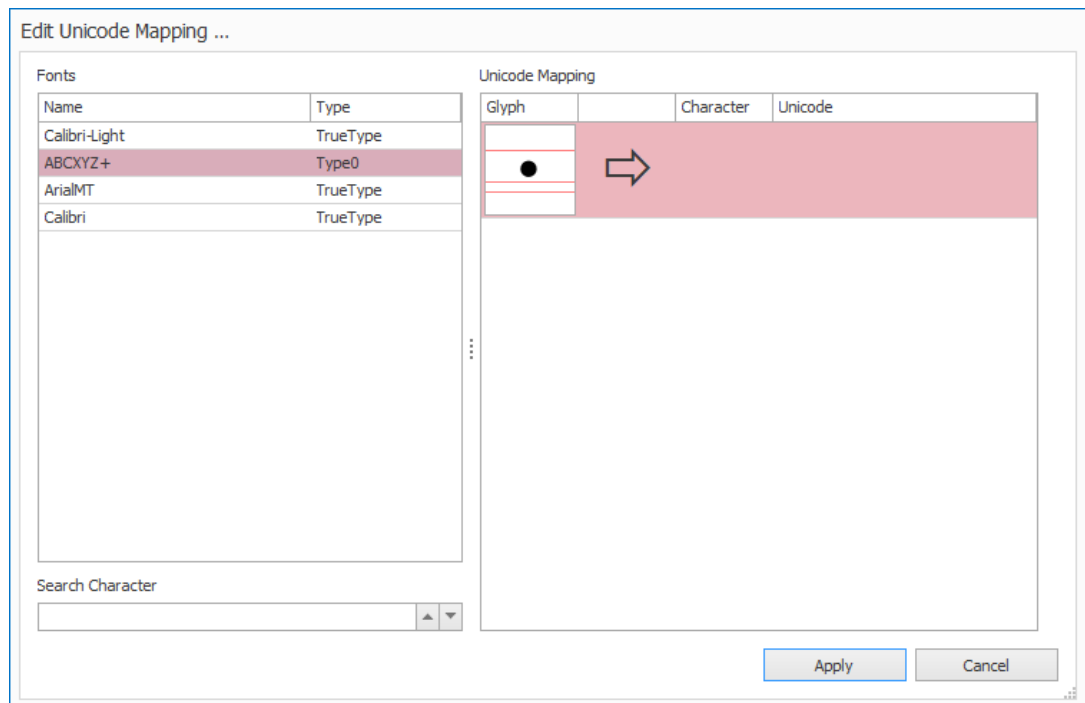 Edit Unicode Mapping ...
Fonts
Name Type
Calibri-Light TrueType
ABCXYZ+ Type0
ArialMT TrueType
Calibri TrueType
Search Character
Unicode Mapping
Glyph Character Unicode
Apply Cancel